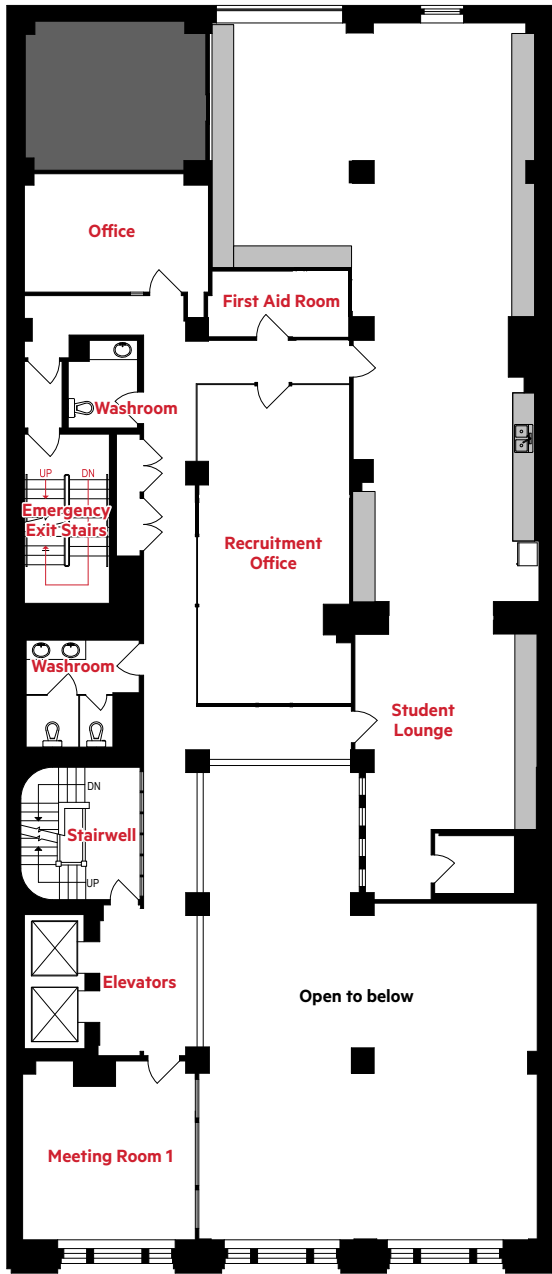 Office
First Aid Room
Washroom
UP
DN
Emergency
Exit Stairs
Recruitment
Office
Washroom
Student
Lounge
DN
Stairwell
UP
Elevators
Open to below
Meeting Room 1